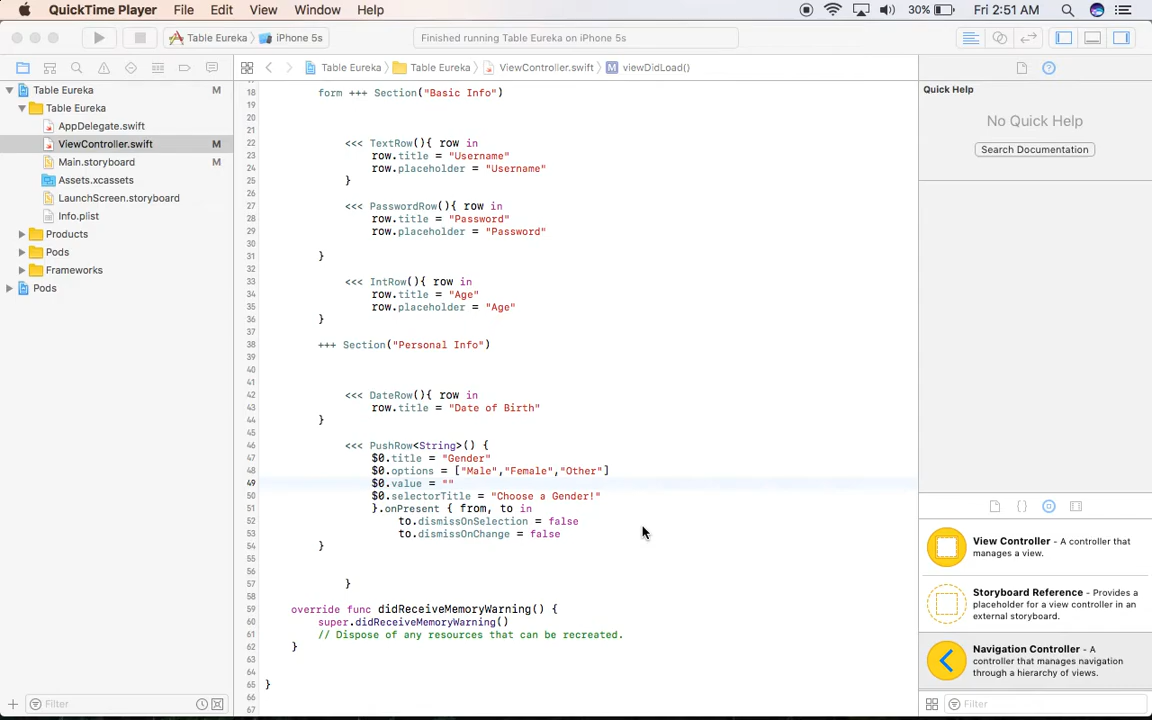 QuickTime Player File Edit View Window Help 30% Fri 2:51 AM
Table Eureka iPhone 5s Finished running Table Eureka on iPhone 5s
Table Eureka Table Eureka ViewController.swift M viewDidLoad()
Table Eureka M
Table Eureka
AppDelegate.swift
ViewController.swift M
Main.storyboard M
Assets.xcassets
LaunchScreen.storyboard
Info.plist
Products
Pods
Frameworks
Pods
Filter
18 form +++ Section("Basic Info")
19
20
21
22 <<< TextRow(){ row in
23 row.title = "Username"
24 row.placeholder = "Username"
25 }
26
27 <<< PasswordRow(){ row in
28 row.title = "Password"
29 row.placeholder = "Password"
30
31 }
32
33 <<< IntRow(){ row in
34 row.title = "Age"
35 row.placeholder = "Age"
36 }
37
38 +++ Section("Personal Info")
39
40
41
42 <<< DateRow(){ row in
43 row.title = "Date of Birth"
44 }
45
46 <<< PushRow<String>() {
47 $0.title = "Gender"
48 $0.options = ["Male","Female","Other"]
49 $0.value = ""
50 $0.selectorTitle = "Choose a Gender!"
51 }.onPresent { from, to in
52 to.dismissOnSelection = false
53 to.dismissOnChange = false
54 }
55
56
57 }
58
59 override func didReceiveMemoryWarning() {
60 super.didReceiveMemoryWarning()
61 // Dispose of any resources that can be recreated.
62 }
63
64
65 }
66
67
Quick Help
No Quick Help
Search Documentation
View Controller - A controller that
manages a view.
Storyboard Reference - Provides a
placeholder for a view controller in an
external storyboard.
Navigation Controller - A
controller that manages navigation
through a hierarchy of views.
Filter